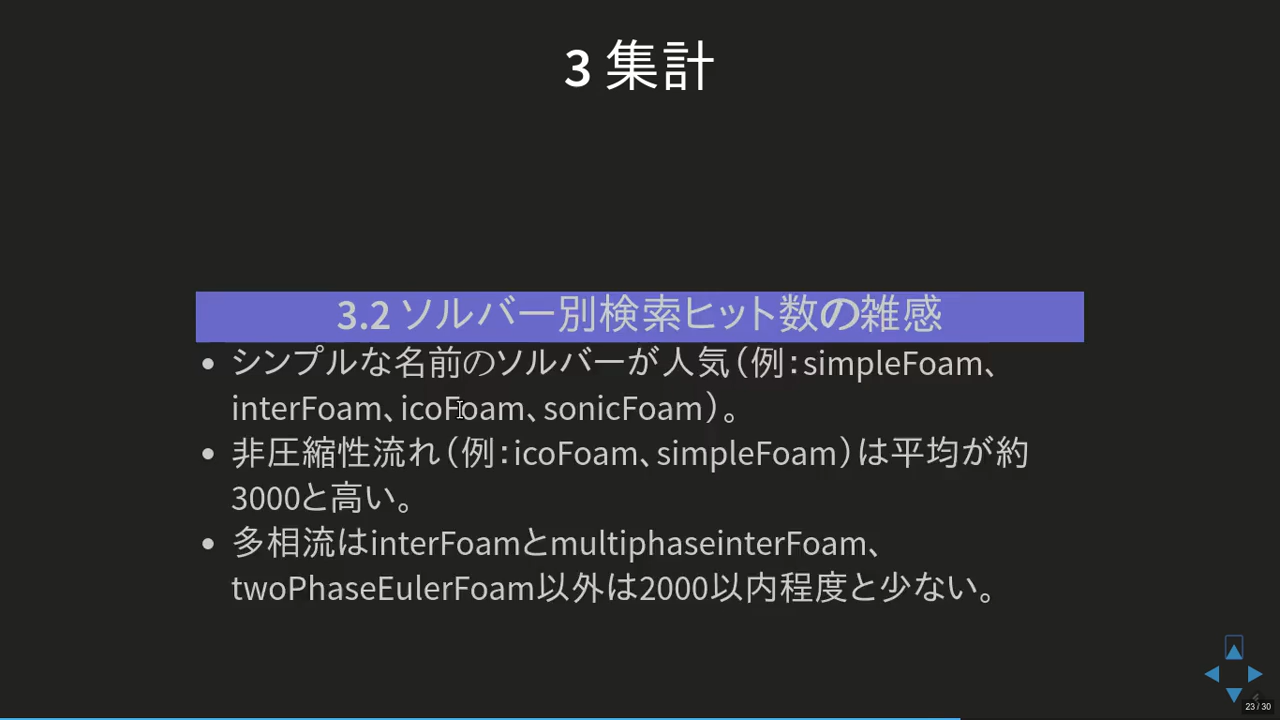 3 集計
3.2 ソルバー別検索ヒット数の雑感
• シンプルな名前のソルバーが人気（例：simpleFoam、
interFoam、icoFoam、sonicFoam）。
• 非圧縮性流れ（例：icoFoam、simpleFoam）は平均が約
3000と高い。
• 多相流はinterFoamとmultiphaseinterFoam、
twoPhaseEulerFoam以外は2000以内程度と少ない。
23 / 30